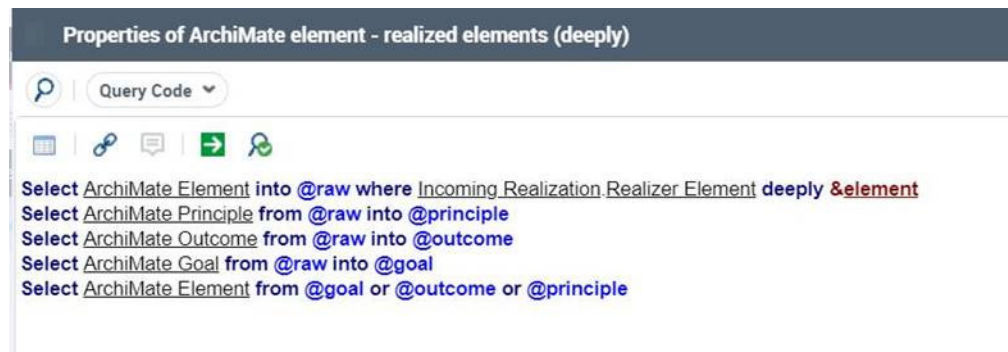 Properties of ArchiMate element - realized elements (deeply)
Query Code
Select ArchiMate Element into @raw where Incoming Realization.Realizer Element deeply &element
Select ArchiMate Principle from @raw into @principle
Select ArchiMate Outcome from @raw into @outcome
Select ArchiMate Goal from @raw into @goal
Select ArchiMate Element from @goal or @outcome or @principle